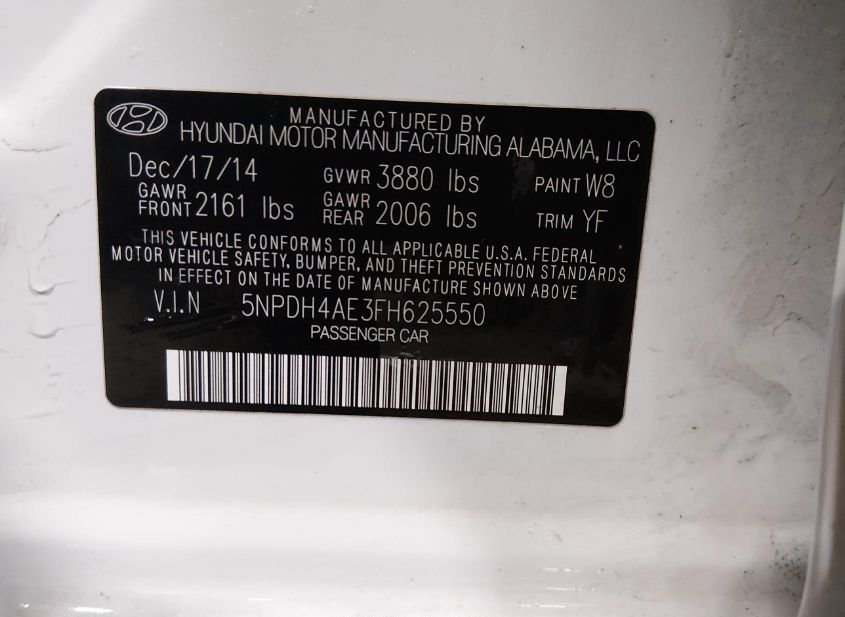 MANUFACTURED BY
HYUNDAI MOTOR MANUFACTURING ALABAMA, LLC
Dec/17/14 GVWR 3880 lbs PAINT W8
GAWR FRONT 2161 lbs GAWR REAR 2006 lbs TRIM YF
THIS VEHICLE CONFORMS TO ALL APPLICABLE U.S.A. FEDERAL
MOTOR VEHICLE SAFETY, BUMPER, AND THEFT PREVENTION STANDARDS
IN EFFECT ON THE DATE OF MANUFACTURE SHOWN ABOVE
V.I.N 5NPDH4AE3FH625550
PASSENGER CAR